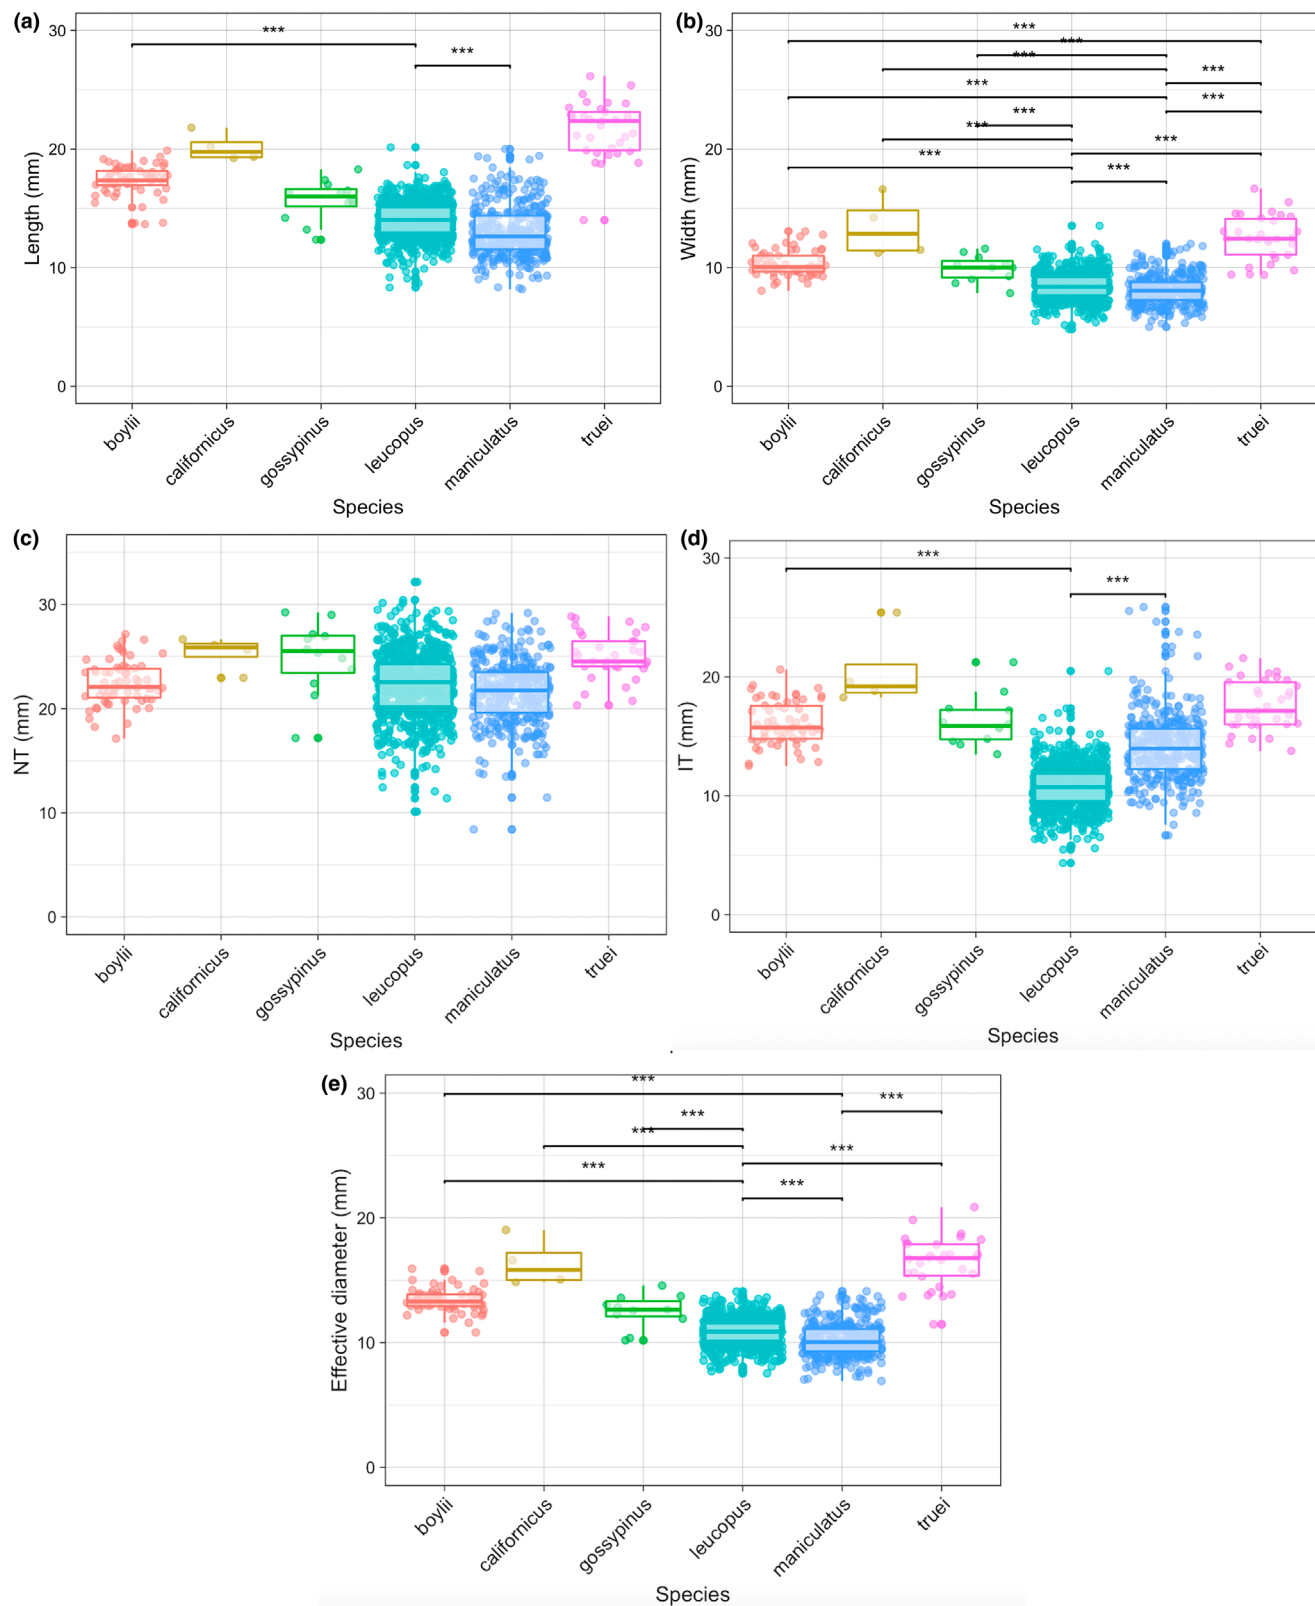 (a)
30
20
10
0
Length (mm)
***
***
boylii
californicus
gossypinus
leucopus
maniculatus
truei
Species
(b)
30
20
10
0
Width (mm)
***
***
***
***
***
***
***
***
***
***
***
boylii
californicus
gossypinus
leucopus
maniculatus
truei
Species
(c)
30
20
10
0
NT (mm)
boylii
californicus
gossypinus
leucopus
maniculatus
truei
Species
(d)
30
20
10
0
IT (mm)
***
***
boylii
californicus
gossypinus
leucopus
maniculatus
truei
Species
(e)
30
20
10
0
Effective diameter (mm)
***
***
***
***
***
***
***
boylii
californicus
gossypinus
leucopus
maniculatus
truei
Species